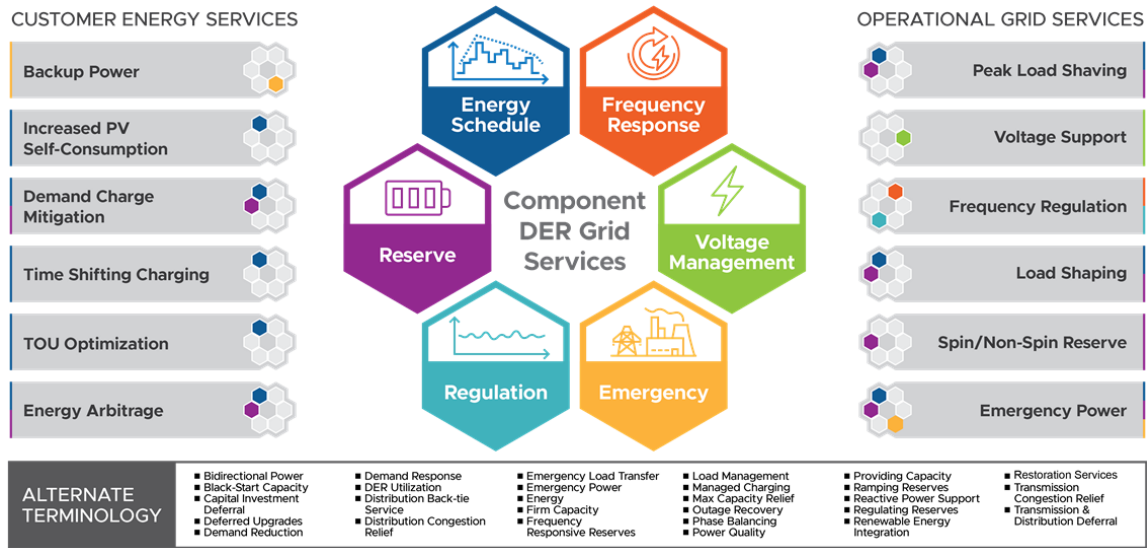 CUSTOMER ENERGY SERVICES
Backup Power
Increased PV
Self-Consumption
Demand Charge
Mitigation
Time Shifting Charging
TOU Optimization
Energy Arbitrage
Energy
Schedule
Frequency
Response
Reserve
Component
DER Grid
Services
Voltage
Management
Regulation
Emergency
OPERATIONAL GRID SERVICES
Peak Load Shaving
Voltage Support
Frequency Regulation
Load Shaping
Spin/Non-Spin Reserve
Emergency Power
ALTERNATE
TERMINOLOGY
■ Bidirectional Power
■ Black-Start Capacity
■ Capital Investment
Deferral
■ Deferred Upgrades
■ Demand Reduction
■ Demand Response
■ DER Utilization
■ Distribution Back-tie
Service
■ Distribution Congestion
Relief
■ Emergency Load Transfer
■ Emergency Power
■ Energy
■ Firm Capacity
■ Frequency
Responsive Reserves
■ Load Management
■ Managed Charging
■ Max Capacity Relief
■ Outage Recovery
■ Phase Balancing
■ Power Quality
■ Providing Capacity
■ Ramping Reserves
■ Reactive Power Support
■ Regulating Reserves
■ Renewable Energy
Integration
■ Restoration Services
■ Transmission
Congestion Relief
■ Transmission &
Distribution Deferral